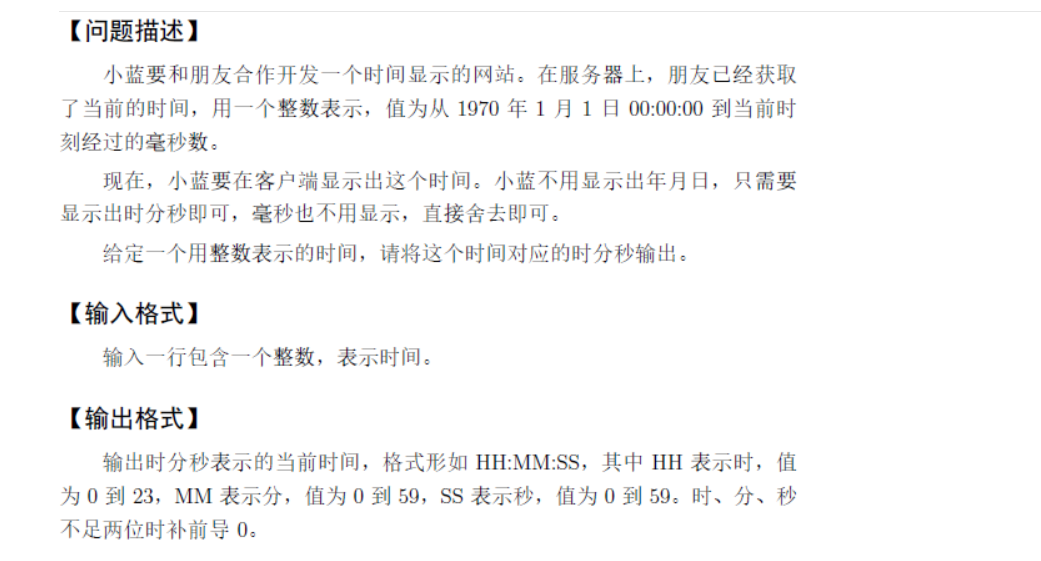 【问题描述】
小蓝要和朋友合作开发一个时间显示的网站。在服务器上，朋友已经获取
了当前的时间，用一个整数表示，值为从 1970 年 1 月 1 日 00:00:00 到当前时
刻经过的毫秒数。
现在，小蓝要在客户端显示出这个时间。小蓝不用显示出年月日，只需要
显示出时分秒即可，毫秒也不用显示，直接舍去即可。
给定一个用整数表示的时间，请将这个时间对应的时分秒输出。
【输入格式】
输入一行包含一个整数，表示时间。
【输出格式】
输出时分秒表示的当前时间，格式形如 HH:MM:SS，其中 HH 表示时，值
为 0 到 23，MM 表示分，值为 0 到 59，SS 表示秒，值为 0 到 59。时、分、秒
不足两位时补前导 0。